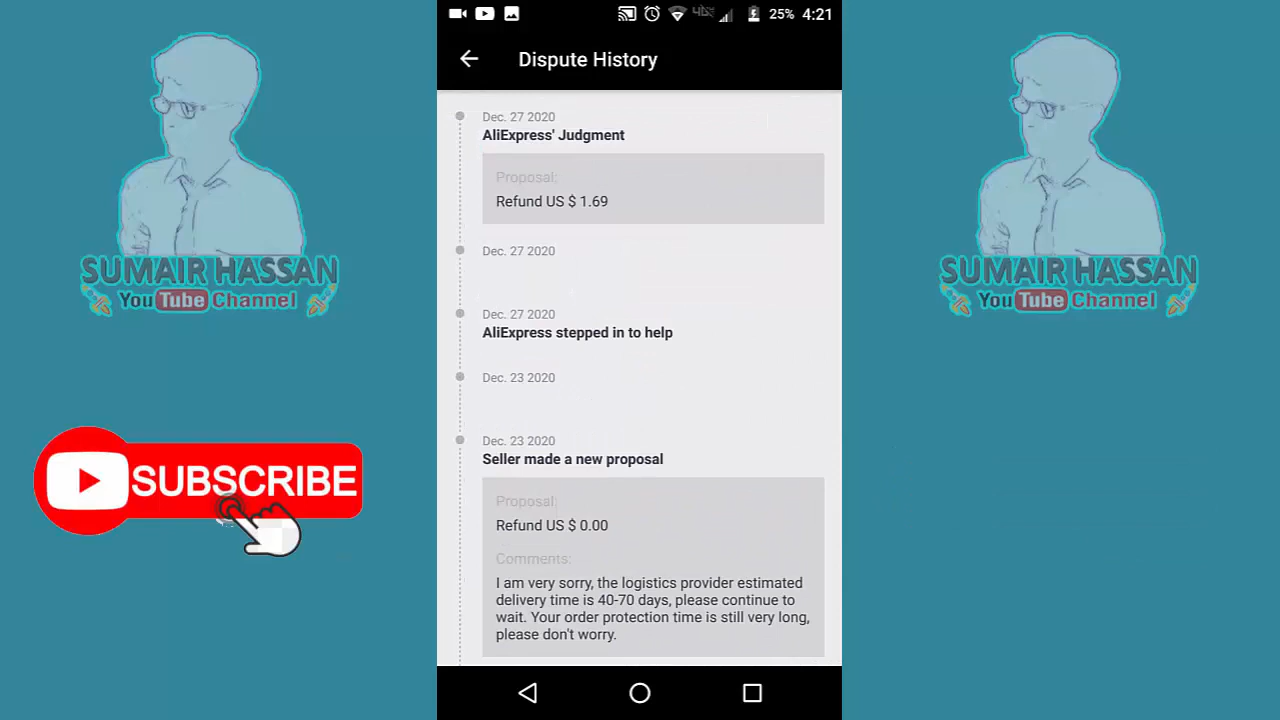 25% 4:21
Dispute History
Dec. 27 2020
AliExpress' Judgment
Proposal:
Refund US $ 1.69
Dec. 27 2020
Dec. 27 2020
AliExpress stepped in to help
Dec. 23 2020
Dec. 23 2020
Seller made a new proposal
Proposal:
Refund US $ 0.00
Comments:
I am very sorry, the logistics provider estimated
delivery time is 40-70 days, please continue to
wait. Your order protection time is still very long,
please don't worry.
SUMAIR HASSAN
YouTube Channel
SUBSCRIBE
SUMAIR HASSAN
YouTube Channel